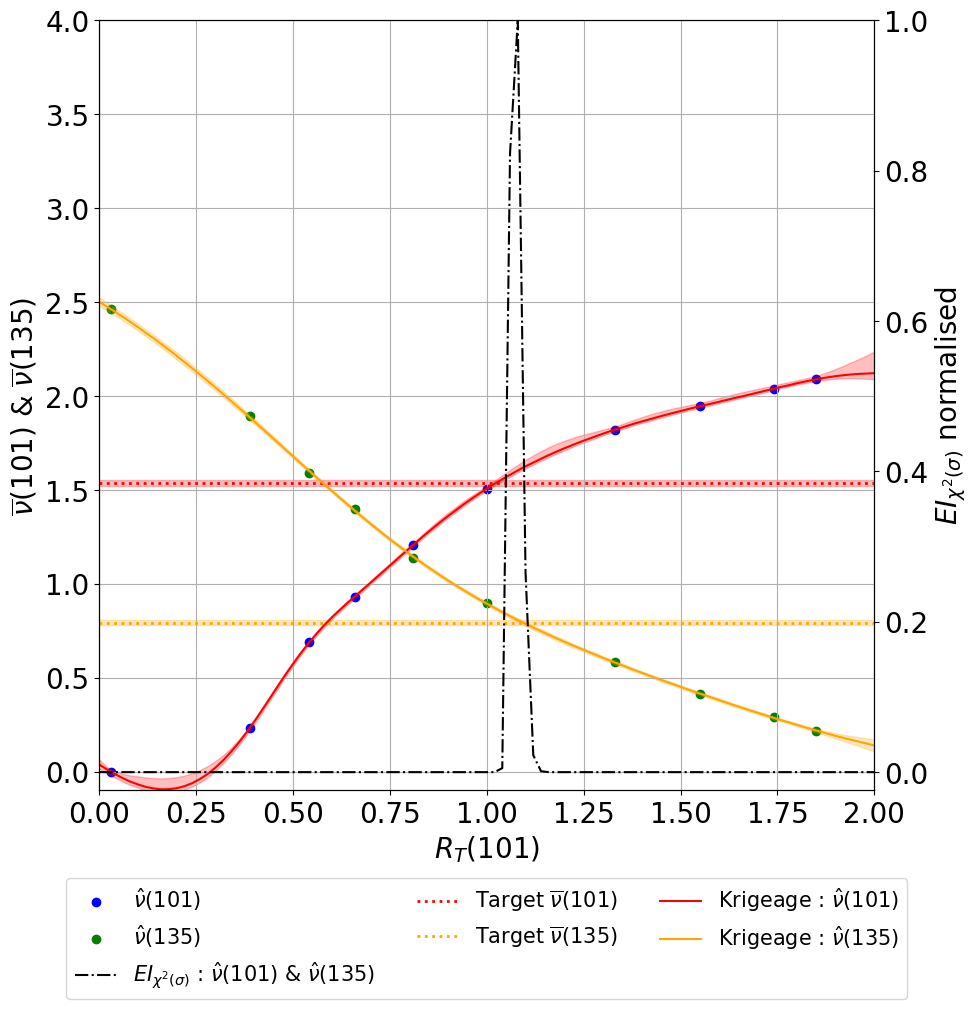 4.0
3.5
3.0
2.5
2.0
1.5
1.0
0.5
0.0
ν̅(101) & ν̅(135)
1.0
0.8
0.6
0.4
0.2
0.0
EI_χ²(σ) normalised
0.00 0.25 0.50 0.75 1.00 1.25 1.50 1.75 2.00
R_T(101)
ν̂(101)
ν̂(135)
EI_χ²(σ) : ν̂(101) & ν̂(135)
Target ν̅(101)
Target ν̅(135)
Krigeage : ν̂(101)
Krigeage : ν̂(135)